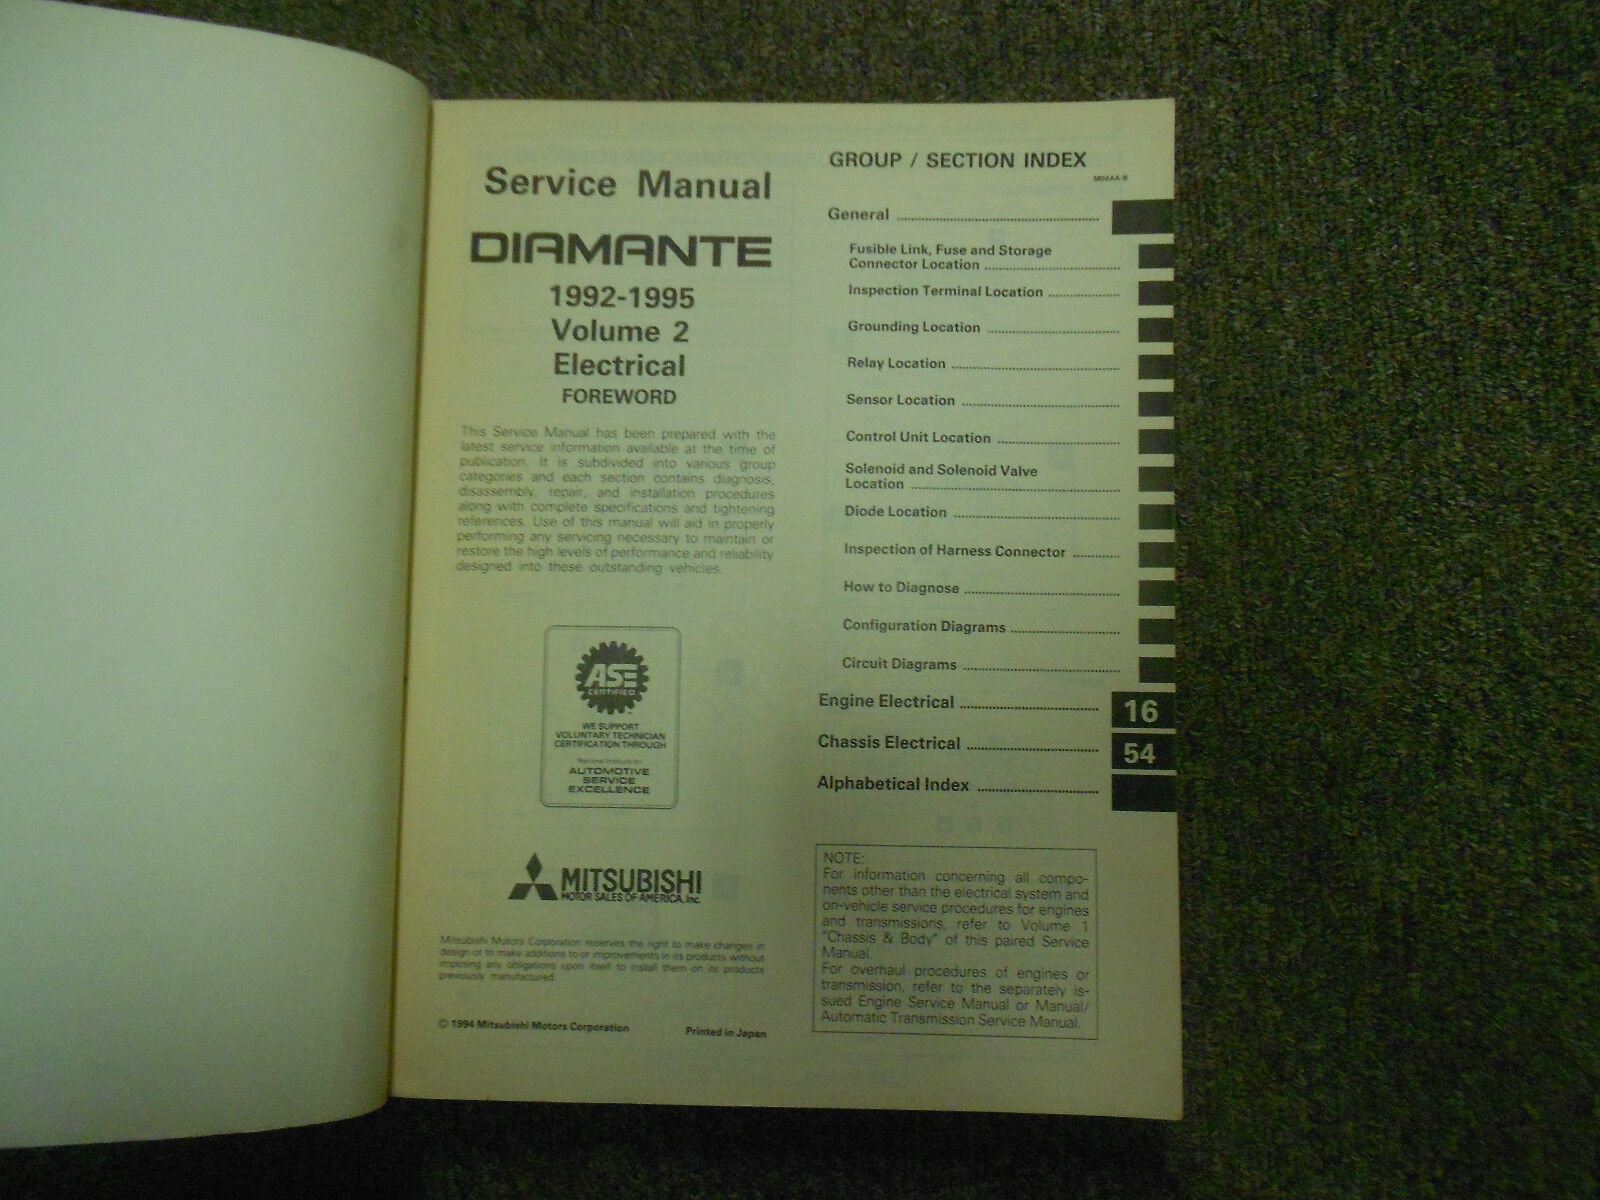 Service Manual
DIAMANTE
1992-1995
Volume 2
Electrical
FOREWORD
This Service Manual has been prepared with the
latest service information available at the time of
publication. It is subdivided into various group
categories and each section contains diagnosis,
disassembly, repair, and installation procedures
along with complete specifications and tightening
references. Use of this manual will aid in properly
performing any servicing necessary to maintain or
restore the high levels of performance and reliability
designed into these outstanding vehicles.
ASE
CERTIFIED
WE SUPPORT
VOLUNTARY TECHNICIAN
CERTIFICATION THROUGH
National Institute for
AUTOMOTIVE
SERVICE
EXCELLENCE
MITSUBISHI
MOTOR SALES OF AMERICA, Inc.
Mitsubishi Motors Corporation reserves the right to make changes in
design or to make additions to or improvements in its products without
imposing any obligations upon itself to install them on its products
previously manufactured.
© 1994 Mitsubishi Motors Corporation Printed in Japan
GROUP / SECTION INDEX
General
Fusible Link, Fuse and Storage
Connector Location
Inspection Terminal Location
Grounding Location
Relay Location
Sensor Location
Control Unit Location
Solenoid and Solenoid Valve
Location
Diode Location
Inspection of Harness Connector
How to Diagnose
Configuration Diagrams
Circuit Diagrams
Engine Electrical 16
Chassis Electrical 54
Alphabetical Index
NOTE:
For information concerning all compo-
nents other than the electrical system and
on-vehicle service procedures for engines
and transmissions, refer to Volume 1
"Chassis & Body" of this paired Service
Manual.
For overhaul procedures of engines or
transmission, refer to the separately is-
sued Engine Service Manual or Manual/
Automatic Transmission Service Manual.